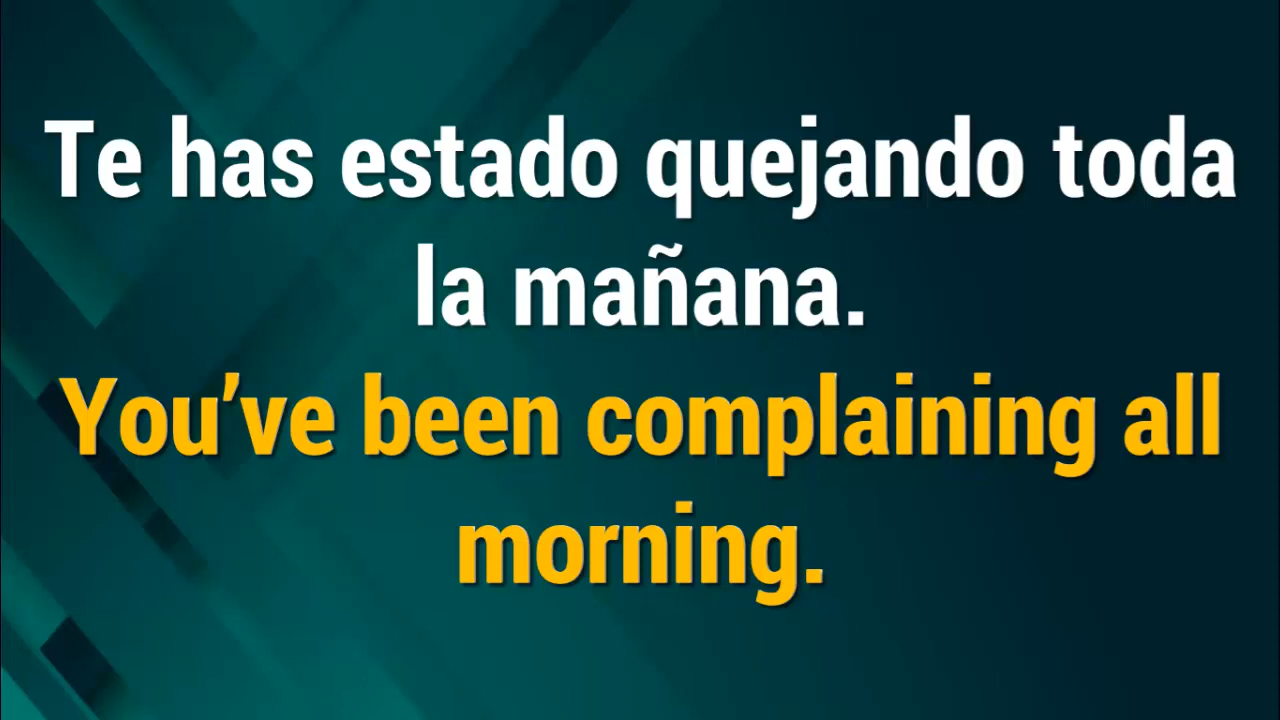 Te has estado quejando toda
la mañana.
You’ve been complaining all
morning.